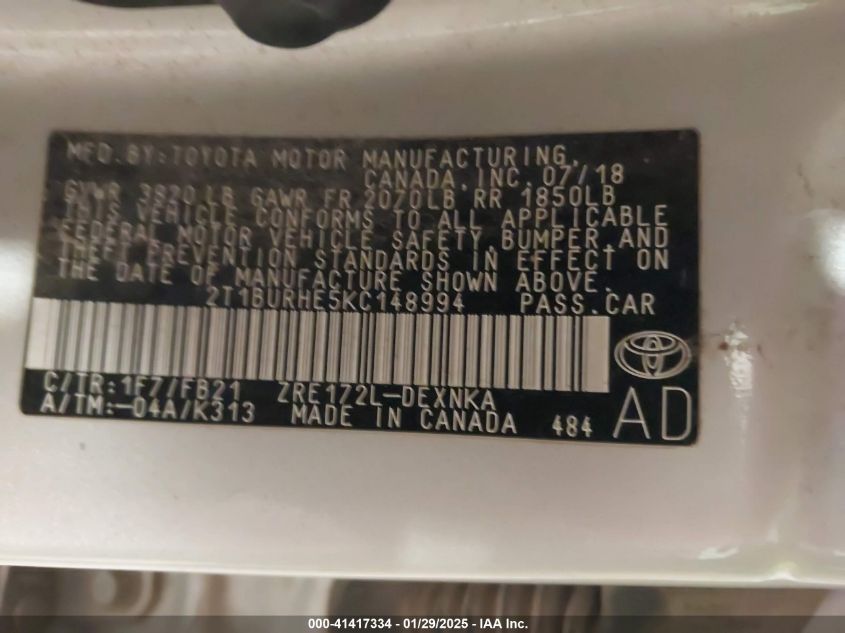 MFD.BY:TOYOTA MOTOR MANUFACTURING,
CANADA,INC. 07/18
GVWR 3820LB GAWR FR 2070LB RR 1850LB
THIS VEHICLE CONFORMS TO ALL APPLICABLE
FEDERAL MOTOR VEHICLE SAFETY,BUMPER,AND
THEFT PREVENTION STANDARDS IN EFFECT ON
THE DATE OF MANUFACTURE SHOWN ABOVE.
2T1BURHE5KC148994 PASS.CAR
C/TR:1F7/FB21 ZRE172L-DEXNKA
A/TM:-04A/K313 MADE IN CANADA 484 AD
000-41417334 - 01/29/2025 - IAA Inc.